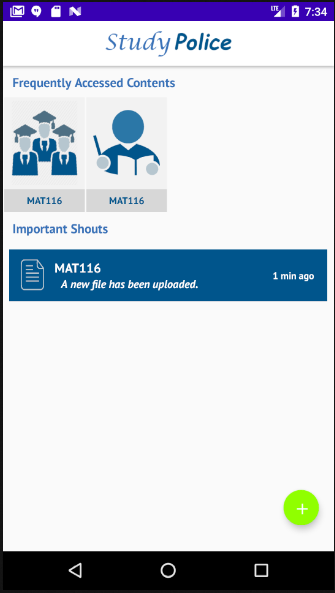 LTE 7:34
Study Police
Frequently Accessed Contents
MAT116 MAT116
Important Shouts
MAT116
A new file has been uploaded.
1 min ago
+